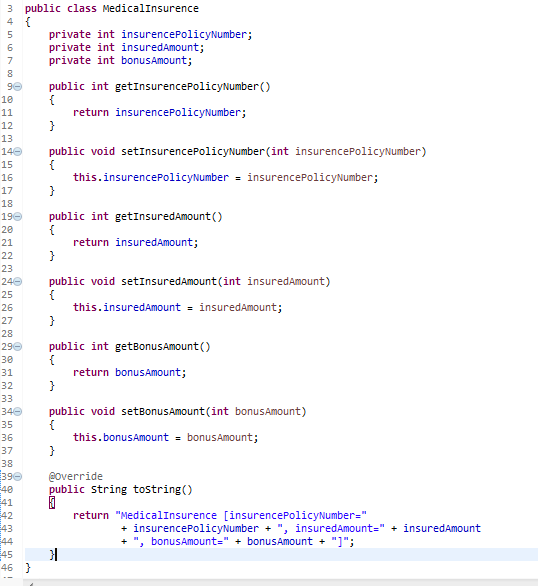 3 public class MedicalInsurence
4 {
5     private int insurencePolicyNumber;
6     private int insuredAmount;
7     private int bonusAmount;
8
9     public int getInsurencePolicyNumber()
10     {
11         return insurencePolicyNumber;
12     }
13
14     public void setInsurencePolicyNumber(int insurencePolicyNumber)
15     {
16         this.insurencePolicyNumber = insurencePolicyNumber;
17     }
18
19     public int getInsuredAmount()
20     {
21         return insuredAmount;
22     }
23
24     public void setInsuredAmount(int insuredAmount)
25     {
26         this.insuredAmount = insuredAmount;
27     }
28
29     public int getBonusAmount()
30     {
31         return bonusAmount;
32     }
33
34     public void setBonusAmount(int bonusAmount)
35     {
36         this.bonusAmount = bonusAmount;
37     }
38
39     @Override
40     public String toString()
41     {
42         return "MedicalInsurence [insurencePolicyNumber="
43                 + insurencePolicyNumber + ", insuredAmount=" + insuredAmount
44                 + ", bonusAmount=" + bonusAmount + "]";
45     }
46 }